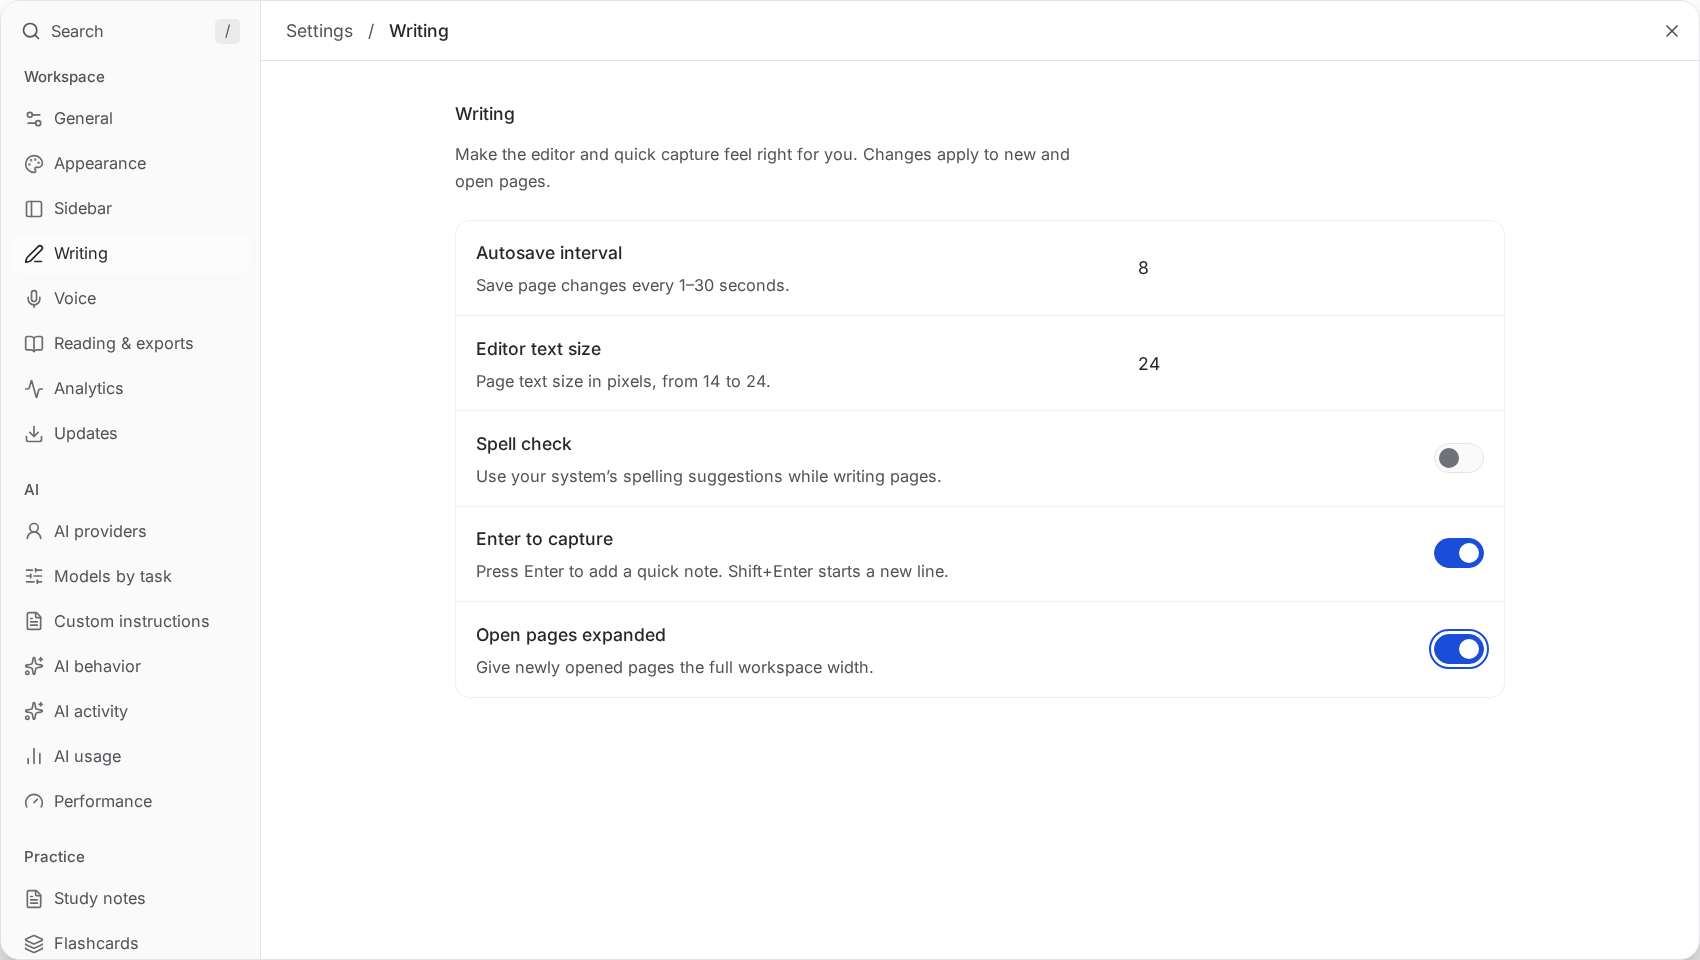 Search
/
Workspace
General
Appearance
Sidebar
Writing
Voice
Reading & exports
Analytics
Updates
AI
AI providers
Models by task
Custom instructions
AI behavior
AI activity
AI usage
Performance
Practice
Study notes
Flashcards
Settings / Writing
Writing
Make the editor and quick capture feel right for you. Changes apply to new and
open pages.
Autosave interval
Save page changes every 1–30 seconds.
8
Editor text size
Page text size in pixels, from 14 to 24.
24
Spell check
Use your system’s spelling suggestions while writing pages.
Enter to capture
Press Enter to add a quick note. Shift+Enter starts a new line.
Open pages expanded
Give newly opened pages the full workspace width.